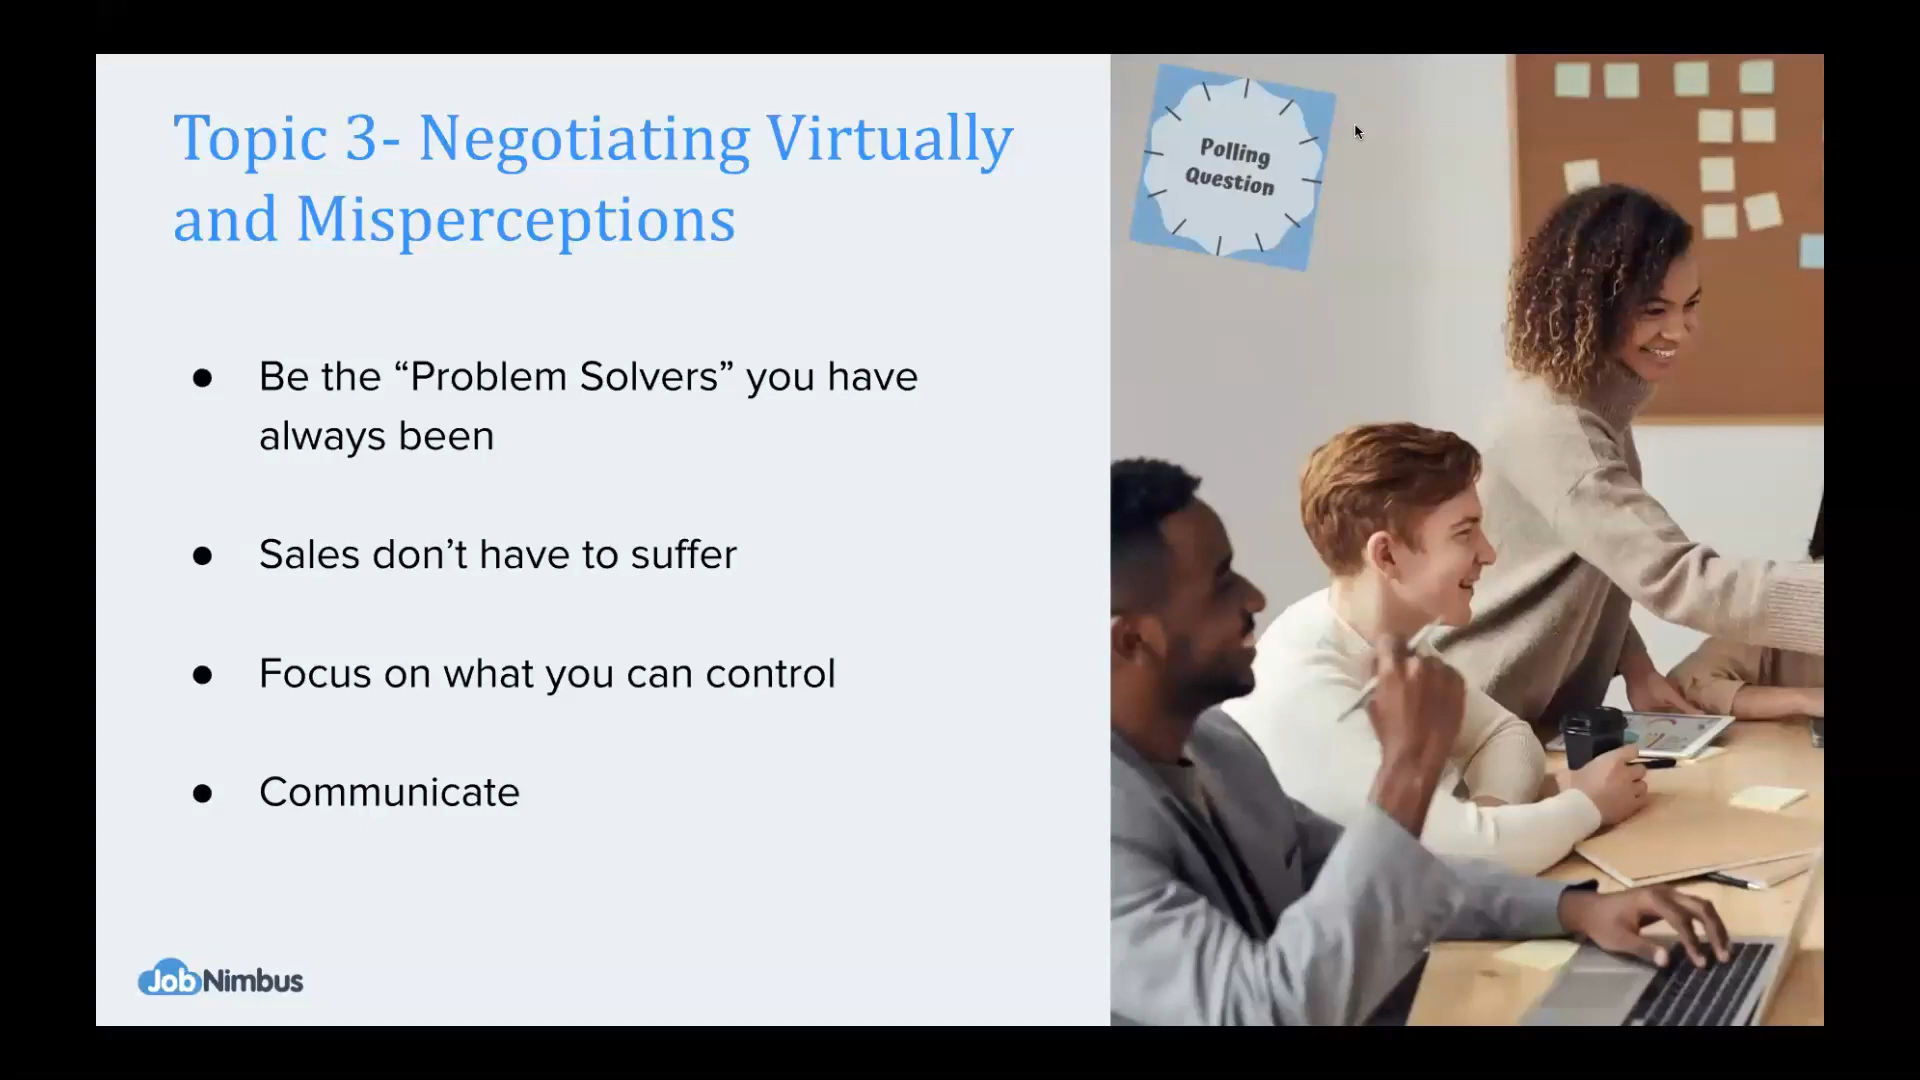 Topic 3- Negotiating Virtually
and Misperceptions
Polling
Question
● Be the “Problem Solvers” you have
always been
● Sales don’t have to suffer
● Focus on what you can control
● Communicate
JobNimbus